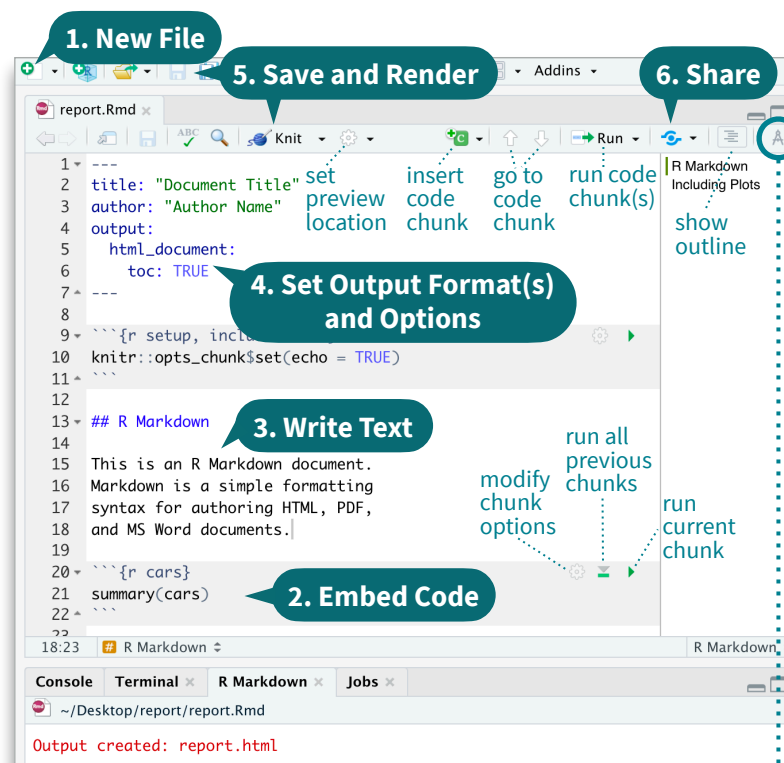 1. New File
5. Save and Render
Addins
6. Share
report.Rmd
ABC
Knit
Run
1 ---
2 title: "Document Title"
3 author: "Author Name"
4 output:
5 html_document:
6 toc: TRUE
7 ---
8
set
preview
location
insert
code
chunk
go to
code
chunk
run code
chunk(s)
R Markdown
Including Plots
show
outline
4. Set Output Format(s)
and Options
9 ```{r setup,
10 knitr::opts_chunk$set(echo = TRUE)
11 ```
12
13 ## R Markdown
14
3. Write Text
15 This is an R Markdown document.
16 Markdown is a simple formatting
17 syntax for authoring HTML, PDF,
18 and MS Word documents.
19
modify
chunk
options
run all
previous
chunks
run
current
chunk
20 ```{r cars}
21 summary(cars)
22 ```
23
2. Embed Code
18:23 # R Markdown
R Markdown
Console Terminal R Markdown Jobs
~/Desktop/report/report.Rmd
Output created: report.html